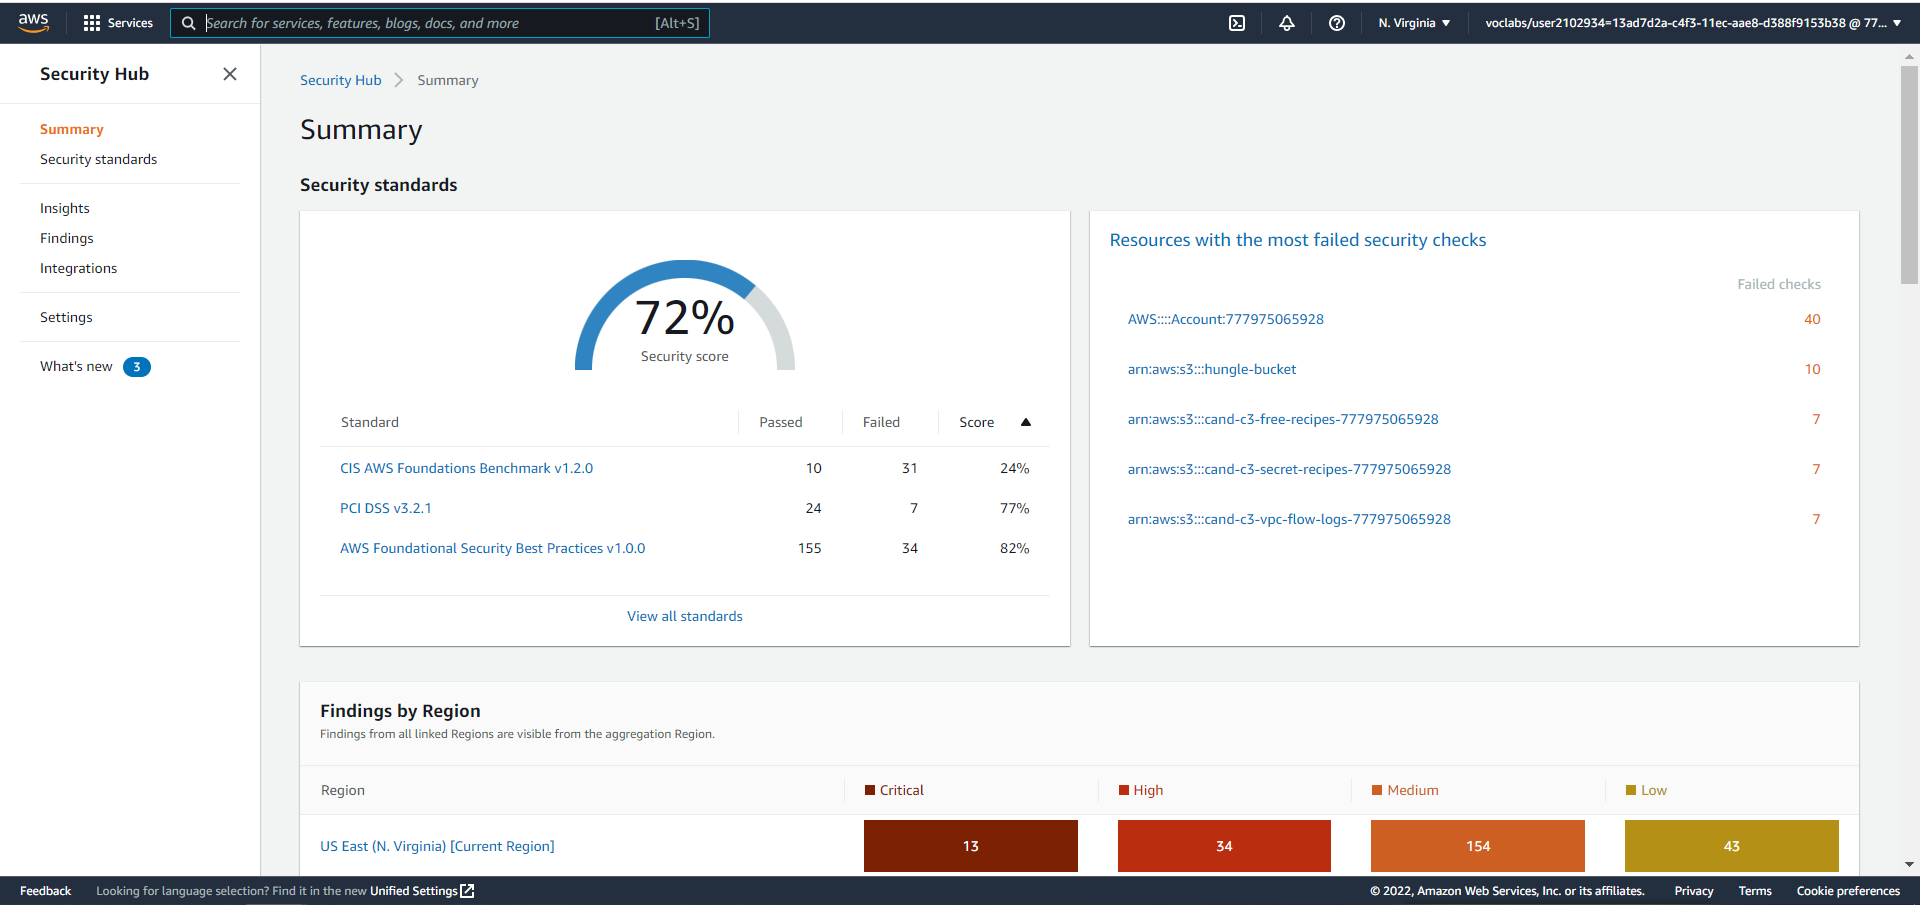 aws Services Search for services, features, blogs, docs, and more [Alt+S] N. Virginia voclabs/user2102934=13ad7d2a-c4f3-11ec-aae8-d388f9153b38 @ 77...
Security Hub
Summary
Security standards
Insights
Findings
Integrations
Settings
What's new 3
Security Hub Summary
Summary
Security standards
72%
Security score
Standard Passed Failed Score
CIS AWS Foundations Benchmark v1.2.0 10 31 24%
PCI DSS v3.2.1 24 7 77%
AWS Foundational Security Best Practices v1.0.0 155 34 82%
View all standards
Resources with the most failed security checks
Failed checks
AWS::::Account:777975065928 40
arn:aws:s3:::hungle-bucket 10
arn:aws:s3:::cand-c3-free-recipes-777975065928 7
arn:aws:s3:::cand-c3-secret-recipes-777975065928 7
arn:aws:s3:::cand-c3-vpc-flow-logs-777975065928 7
Findings by Region
Findings from all linked Regions are visible from the aggregation Region.
Region Critical High Medium Low
US East (N. Virginia) [Current Region] 13 34 154 43
Feedback Looking for language selection? Find it in the new Unified Settings © 2022, Amazon Web Services, Inc. or its affiliates. Privacy Terms Cookie preferences